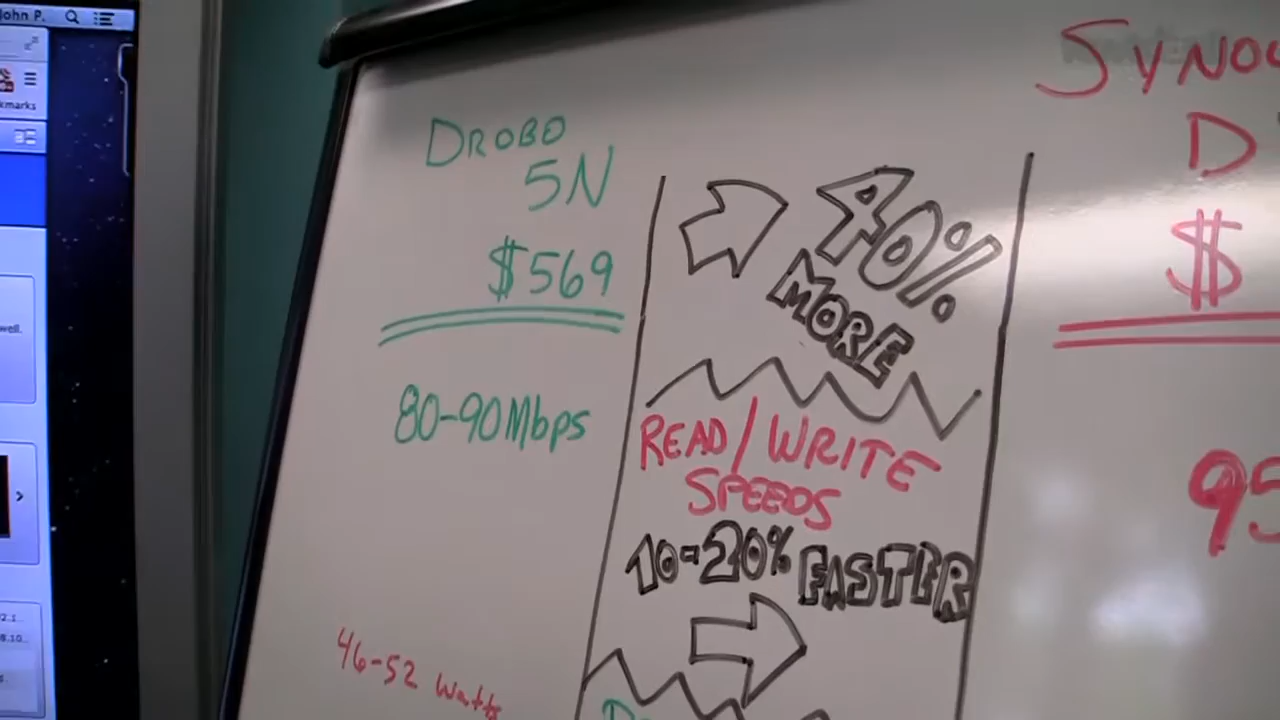 John P.
kmarks
well.
DROBO
5N
$569
80-90Mbps
46-52 Watts
40%
MORE
READ/WRITE
SPEEDS
10-20% FASTER
SYNO
D
$
95